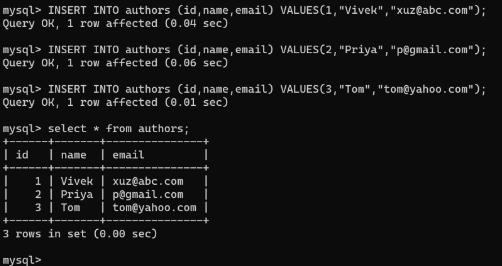 mysql> INSERT INTO authors (id,name,email) VALUES(1,"Vivek","xuz@abc.com");
Query OK, 1 row affected (0.04 sec)
mysql> INSERT INTO authors (id,name,email) VALUES(2,"Priya","p@gmail.com");
Query OK, 1 row affected (0.06 sec)
mysql> INSERT INTO authors (id,name,email) VALUES(3,"Tom","tom@yahoo.com");
Query OK, 1 row affected (0.01 sec)
mysql> select * from authors;
+------+-------+---------------+
| id   | name  | email         |
+------+-------+---------------+
|    1 | Vivek | xuz@abc.com   |
|    2 | Priya | p@gmail.com   |
|    3 | Tom   | tom@yahoo.com |
+------+-------+---------------+
3 rows in set (0.00 sec)
mysql>